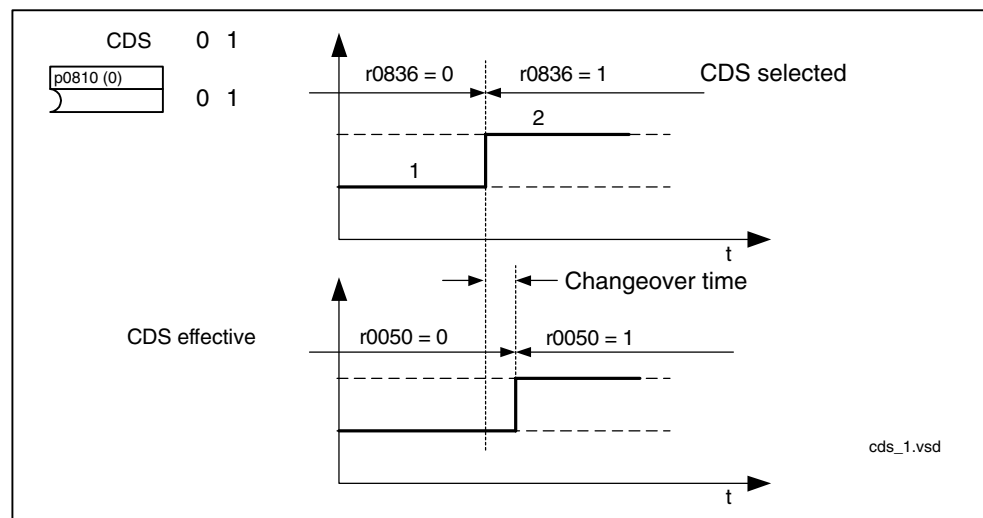 CDS 0 1
p0810 (0)
0 1
r0836 = 0 r0836 = 1 CDS selected
2
1
t
Changeover time
CDS effective r0050 = 0 r0050 = 1
cds_1.vsd
t